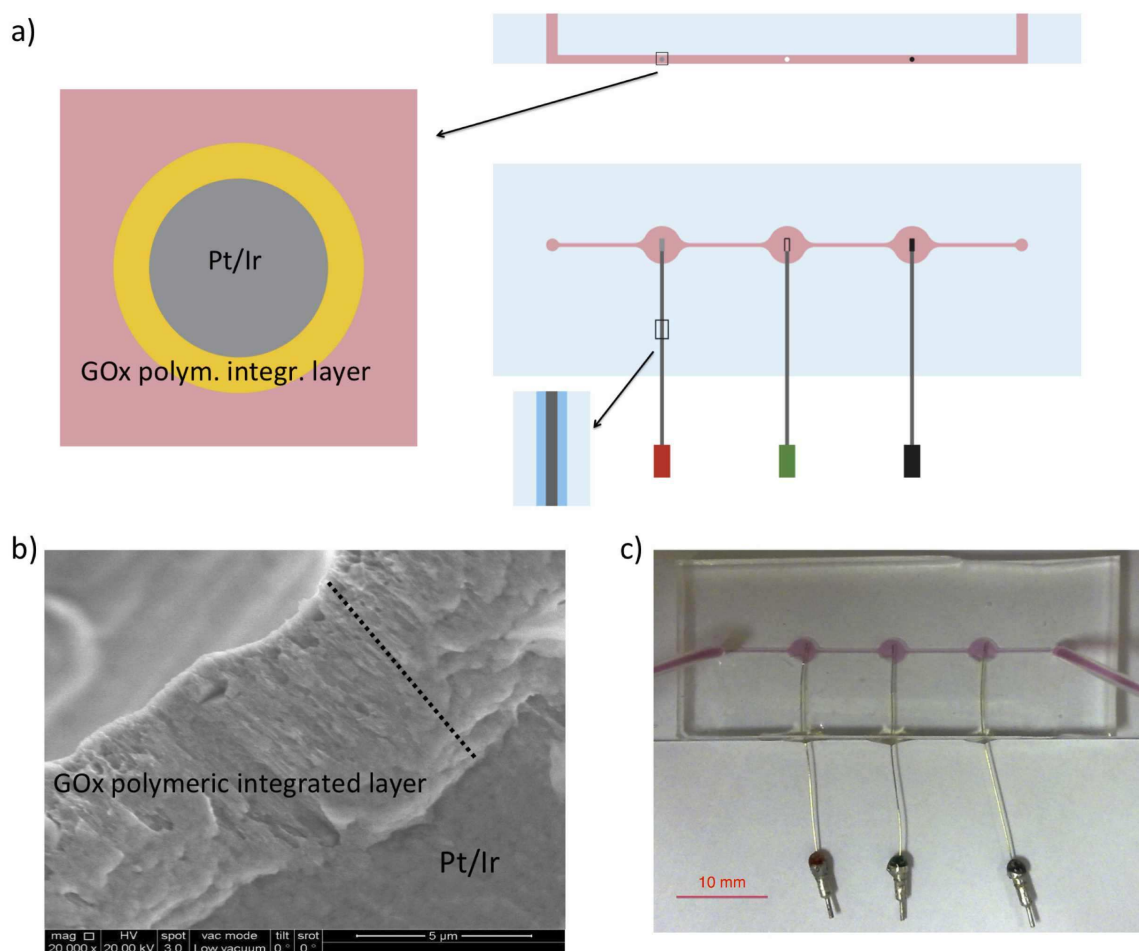 a)
Pt/Ir
GOx polym. integr. layer
b)
GOx polymeric integrated layer
Pt/Ir
mag HV spot vac mode tilt srot
20 000 x 20.00 kV 3.0 Low vacuum 0 ° 0 °
5 µm
c)
10 mm